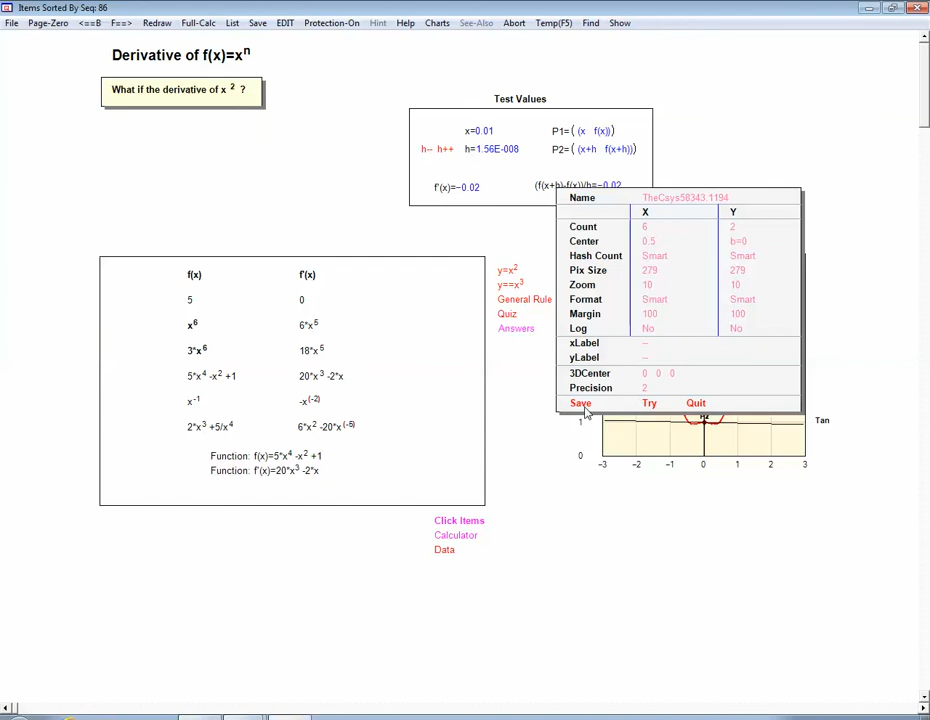 Items Sorted By Seq: 86
File Page-Zero <==B F==> Redraw Full-Calc List Save EDIT Protection-On Hint Help Charts See-Also Abort Temp(F5) Find Show
Derivative of f(x)=xⁿ
What if the derivative of x ² ?
Test Values
x=0.01 P1= ( (x f(x)) )
h-- h++ h=1.56E-008 P2= ( (x+h f(x+h)) )
f'(x)=−0.02 (f(x+h)-f(x))/h=−0.02
Name TheCsys58343.1194
X Y
Count 6 2
Center 0.5 b=0
Hash Count Smart Smart
Pix Size 279 279
Zoom 10 10
Format Smart Smart
Margin 100 100
Log No No
xLabel --
yLabel --
3DCenter 0 0 0
Precision 2
Save Try Quit
f(x) f'(x)
5 0
x⁶ 6*x⁵
3*x⁶ 18*x⁵
5*x⁴ -x² +1 20*x³ -2*x
x⁻¹ -x(-2)
2*x³ +5/x⁴ 6*x² -20*x(-5)
Function: f(x)=5*x⁴ -x² +1
Function: f'(x)=20*x³ -2*x
y=x²
y==x³
General Rule
Quiz
Answers
1 Tan
0
−3 −2 −1 0 1 2 3
Click Items
Calculator
Data